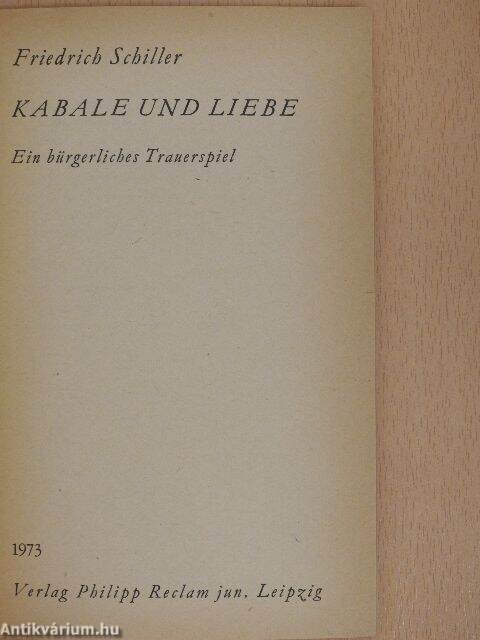 Friedrich Schiller
KABALE UND LIEBE
Ein bürgerliches Trauerspiel
1973
Verlag Philipp Reclam jun. Leipzig
Antikvárium.hu